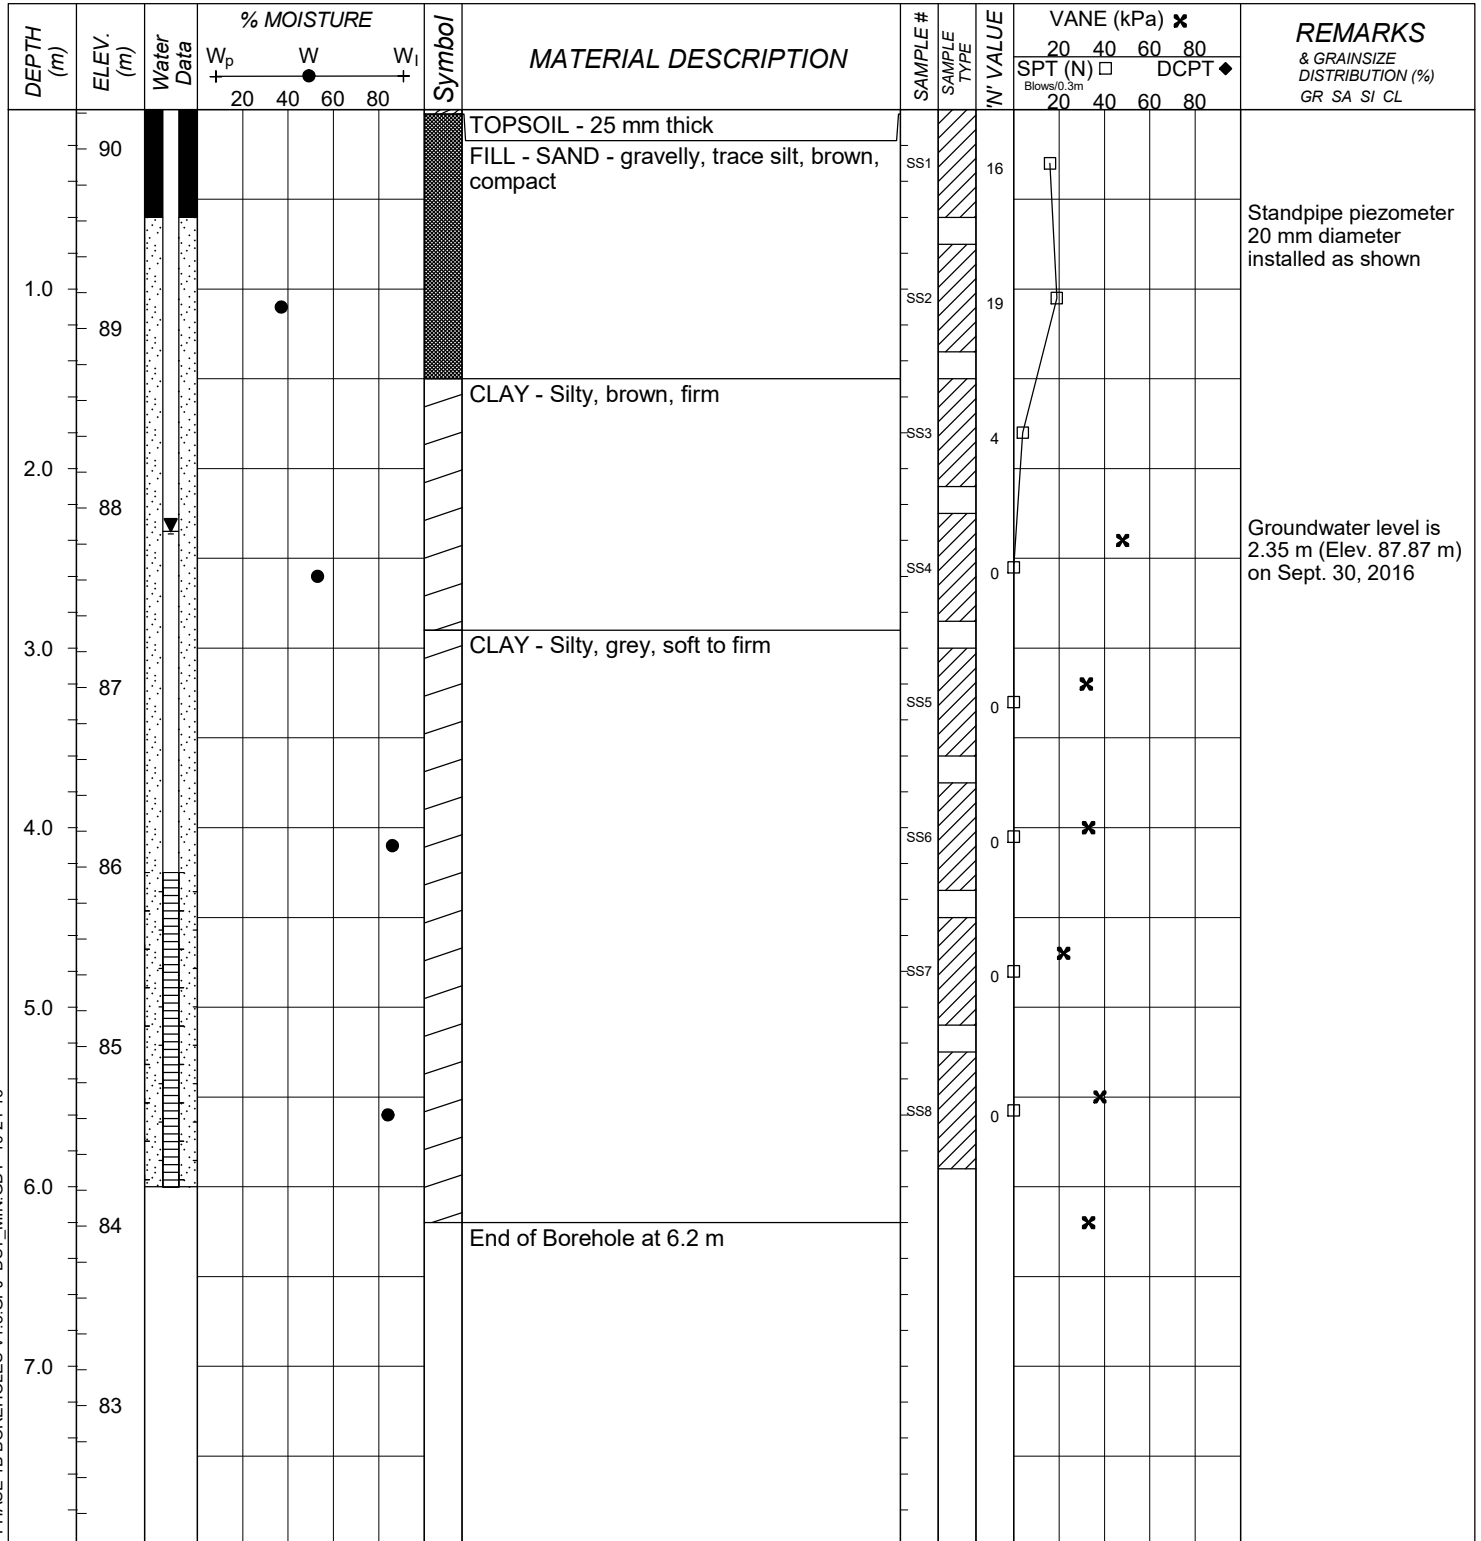 DEPTH (m)
ELEV. (m)
Water Data
% MOISTURE
Wp W Wl
20 40 60 80
Symbol
MATERIAL DESCRIPTION
SAMPLE #
SAMPLE TYPE
'N' VALUE
VANE (kPa)
20 40 60 80
SPT (N) DCPT
Blows/0.3m
20 40 60 80
REMARKS
& GRAINSIZE
DISTRIBUTION (%)
GR SA SI CL
TOPSOIL - 25 mm thick
90
FILL - SAND - gravelly, trace silt, brown,
compact
SS1
16
Standpipe piezometer
20 mm diameter
installed as shown
1.0
SS2
19
89
CLAY - Silty, brown, firm
SS3
4
2.0
88
Groundwater level is
2.35 m (Elev. 87.87 m)
on Sept. 30, 2016
SS4
0
CLAY - Silty, grey, soft to firm
3.0
87
SS5
0
4.0
SS6
0
86
SS7
0
5.0
85
SS8
0
6.0
84
End of Borehole at 6.2 m
7.0
83